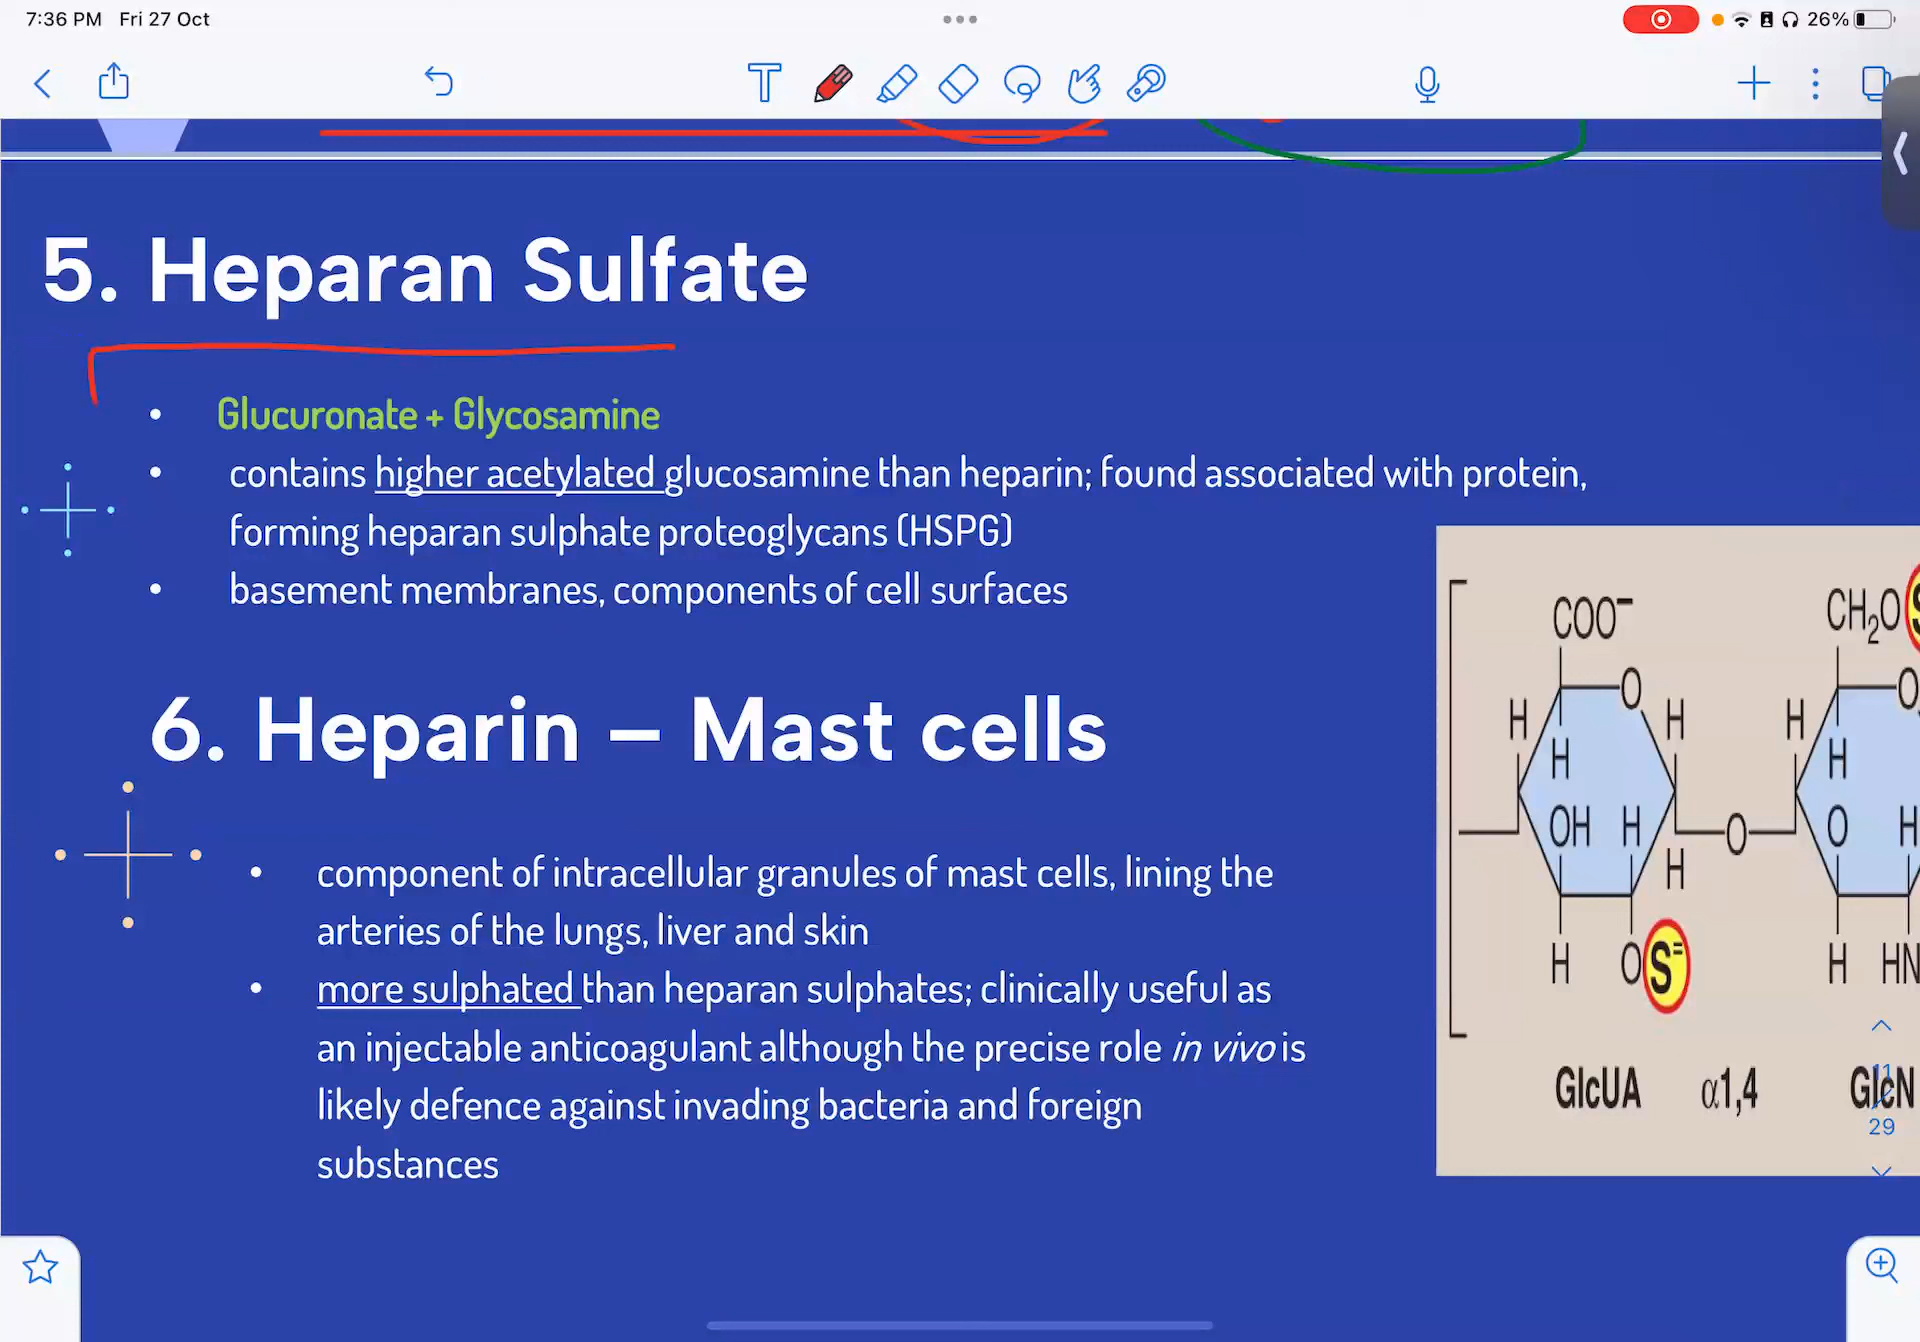 7:36 PM Fri 27 Oct
26%
5. Heparan Sulfate
• Glucuronate + Glycosamine
• contains higher acetylated glucosamine than heparin; found associated with protein,
forming heparan sulphate proteoglycans (HSPG)
• basement membranes, components of cell surfaces
6. Heparin – Mast cells
• component of intracellular granules of mast cells, lining the
arteries of the lungs, liver and skin
• more sulphated than heparan sulphates; clinically useful as
an injectable anticoagulant although the precise role in vivo is
likely defence against invading bacteria and foreign
substances
COO⁻ CH₂O S
O O
H H H
H H
OH H O O H
H
H O S⁼ H HN
GlcUA α1,4 GlcN
11
29